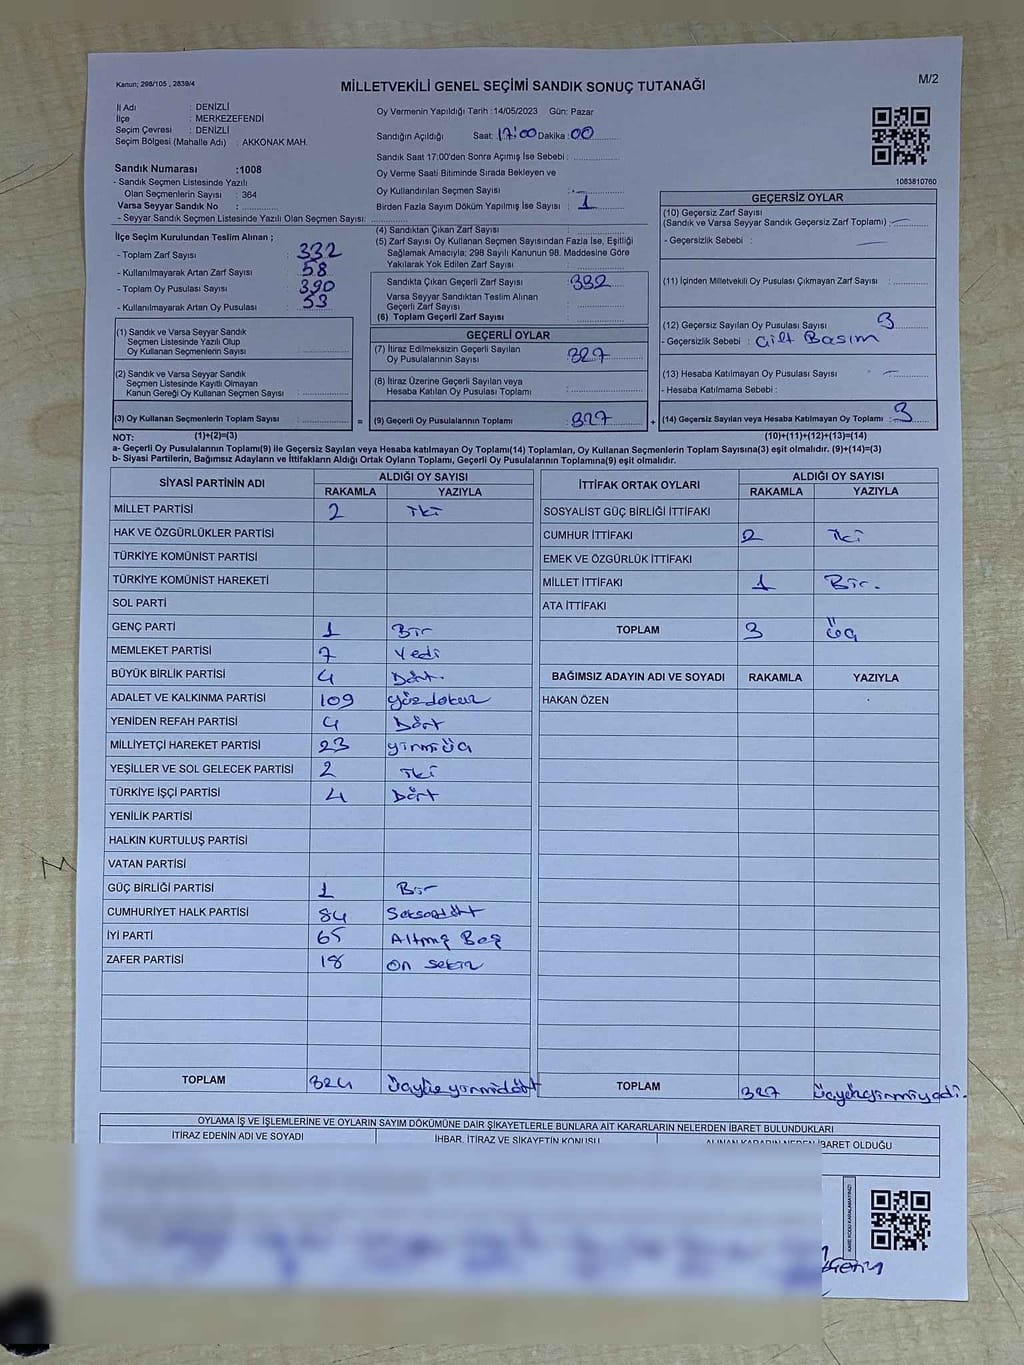 Kanun; 298/105 , 2839/4
MİLLETVEKİLİ GENEL SEÇİMİ SANDIK SONUÇ TUTANAĞI
M/2
İl Adı : DENİZLİ
İlçe : MERKEZEFENDİ
Seçim Çevresi : DENİZLİ
Seçim Bölgesi (Mahalle Adı) : AKKONAK MAH.
Oy Vermenin Yapıldığı Tarih :14/05/2023 Gün: Pazar
Sandığın Açıldığı Saat: 17:00 Dakika :00
Sandık Saat 17:00'den Sonra Açımış İse Sebebi :
Oy Verme Saati Bitiminde Sırada Bekleyen ve
Oy Kullandırılan Seçmen Sayısı : -
Birden Fazla Sayım Döküm Yapılmış İse Sayısı : 1
1083810760
Sandık Numarası :1008
- Sandık Seçmen Listesinde Yazılı
Olan Seçmenlerin Sayısı : 364
Varsa Seyyar Sandık No :
- Seyyar Sandık Seçmen Listesinde Yazılı Olan Seçmen Sayısı:
İlçe Seçim Kurulundan Teslim Alınan ;
- Toplam Zarf Sayısı : 332
- Kullanılmayarak Artan Zarf Sayısı : 58
- Toplam Oy Pusulası Sayısı : 390
- Kullanılmayarak Artan Oy Pusulası : 53
(1) Sandık ve Varsa Seyyar Sandık
Seçmen Listesinde Yazılı Olup
Oy Kullanan Seçmenlerin Sayısı :
(2) Sandık ve Varsa Seyyar Sandık
Seçmen Listesinde Kayıtlı Olmayan
Kanun Gereği Oy Kullanan Seçmen Sayısı :
(3) Oy Kullanan Seçmenlerin Toplam Sayısı :
(4) Sandıktan Çıkan Zarf Sayısı :
(5) Zarf Sayısı Oy Kullanan Seçmen Sayısından Fazla İse, Eşitliği
Sağlamak Amacıyla; 298 Sayılı Kanunun 98. Maddesine Göre
Yakılarak Yok Edilen Zarf Sayısı :
Sandıkta Çıkan Geçerli Zarf Sayısı : 332
Varsa Seyyar Sandıktan Teslim Alınan
Geçerli Zarf Sayısı :
(6) Toplam Geçerli Zarf Sayısı :
GEÇERLİ OYLAR
(7) İtiraz Edilmeksizin Geçerli Sayılan
Oy Pusulalarının Sayısı : 327
(8) İtiraz Üzerine Geçerli Sayılan veya
Hesaba Katılan Oy Pusulası Toplamı :
= (9) Geçerli Oy Pusulalarının Toplamı : 327
GEÇERSİZ OYLAR
(10) Geçersiz Zarf Sayısı
(Sandık ve Varsa Seyyar Sandık Geçersiz Zarf Toplamı) : -
- Geçersizlik Sebebi : -
(11) İçinden Milletvekili Oy Pusulası Çıkmayan Zarf Sayısı :
(12) Geçersiz Sayılan Oy Pusulası Sayısı : 3
- Geçersizlik Sebebi : Çift Basım
(13) Hesaba Katılmayan Oy Pusulası Sayısı : -
- Hesaba Katılmama Sebebi :
+ (14) Geçersiz Sayılan veya Hesaba Katılmayan Oy Toplamı : 3
NOT: (1)+(2)=(3) (10)+(11)+(12)+(13)=(14)
a- Geçerli Oy Pusulalarının Toplamı(9) ile Geçersiz Sayılan veya Hesaba katılmayan Oy Toplamı(14) Toplamları, Oy Kullanan Seçmenlerin Toplam Sayısına(3) eşit olmalıdır. (9)+(14)=(3)
b- Siyasi Partilerin, Bağımsız Adayların ve İttifakların Aldığı Ortak Oyların Toplamı, Geçerli Oy Pusulalarının Toplamına(9) eşit olmalıdır.
SİYASİ PARTİNİN ADI ALDIĞI OY SAYISI
RAKAMLA YAZIYLA
MİLLET PARTİSİ 2 iki
HAK VE ÖZGÜRLÜKLER PARTİSİ
TÜRKİYE KOMÜNİST PARTİSİ
TÜRKİYE KOMÜNİST HAREKETİ
SOL PARTİ
GENÇ PARTİ 1 Bir
MEMLEKET PARTİSİ 7 Yedi
BÜYÜK BİRLİK PARTİSİ 4 Dört.
ADALET VE KALKINMA PARTİSİ 109 yüzdokuz
YENİDEN REFAH PARTİSİ 4 Dört
MİLLİYETÇİ HAREKET PARTİSİ 23 yirmiüç
YEŞİLLER VE SOL GELECEK PARTİSİ 2 iki
TÜRKİYE İŞÇİ PARTİSİ 4 Dört
YENİLİK PARTİSİ
HALKIN KURTULUŞ PARTİSİ
VATAN PARTİSİ
GÜÇ BİRLİĞİ PARTİSİ 1 Bir
CUMHURİYET HALK PARTİSİ 84 Seksendört
İYİ PARTİ 65 Altmış Beş
ZAFER PARTİSİ 18 on sekiz
TOPLAM 324 üçyüzyirmidört
İTTİFAK ORTAK OYLARI ALDIĞI OY SAYISI
RAKAMLA YAZIYLA
SOSYALIST GÜÇ BİRLİĞİ İTTİFAKI
CUMHUR İTTİFAKI 2 iki
EMEK VE ÖZGÜRLÜK İTTİFAKI
MİLLET İTTİFAKI 1 Bir.
ATA İTTİFAKI
TOPLAM 3 üç
BAĞIMSIZ ADAYIN ADI VE SOYADI RAKAMLA YAZIYLA
HAKAN ÖZEN
TOPLAM 327 üçyüzyirmiyedi.
OYLAMA İŞ VE İŞLEMLERİNE VE OYLARIN SAYIM DÖKÜMÜNE DAİR ŞİKAYETLERLE BUNLARA AİT KARARLARIN NELERDEN İBARET BULUNDUKLARI
İTİRAZ EDENİN ADI VE SOYADI İHBAR, İTİRAZ VE ŞİKAYETİN KONUSU ALINAN KARARIN NEDEN İBARET OLDUĞU
KARE KODU KARALAMAYINIZ!